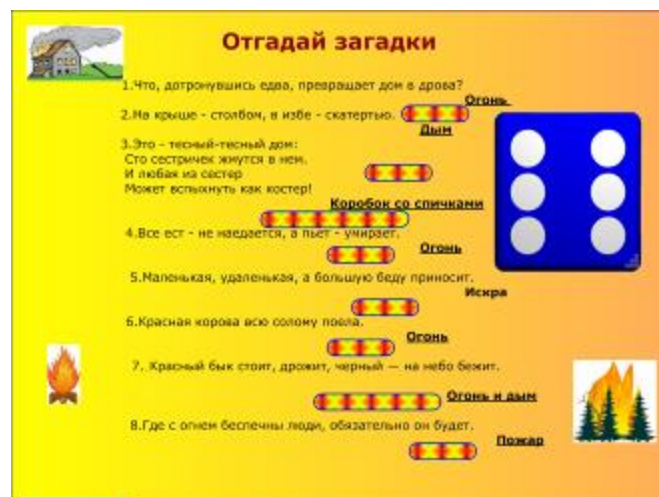 Отгадай загадки
1.Что, дотронувшись едва, превращает дом в дрова?
Огонь
2.На крыше - столбом, в избе - скатертью.
Дым
3.Это - тесный-тесный дом:
Сто сестричек жмутся в нем.
И любая из сестер
Может вспыхнуть как костер!
Коробок со спичками
4.Все ест - не наедается, а пьет - умирает.
Огонь
5.Маленькая, удаленькая, а большую беду приносит.
Искра
6.Красная корова всю солому поела.
Огонь
7. Красный бык стоит, дрожит, черный — на небо бежит.
Огонь и дым
8.Где с огнем беспечны люди, обязательно он будет.
Пожар